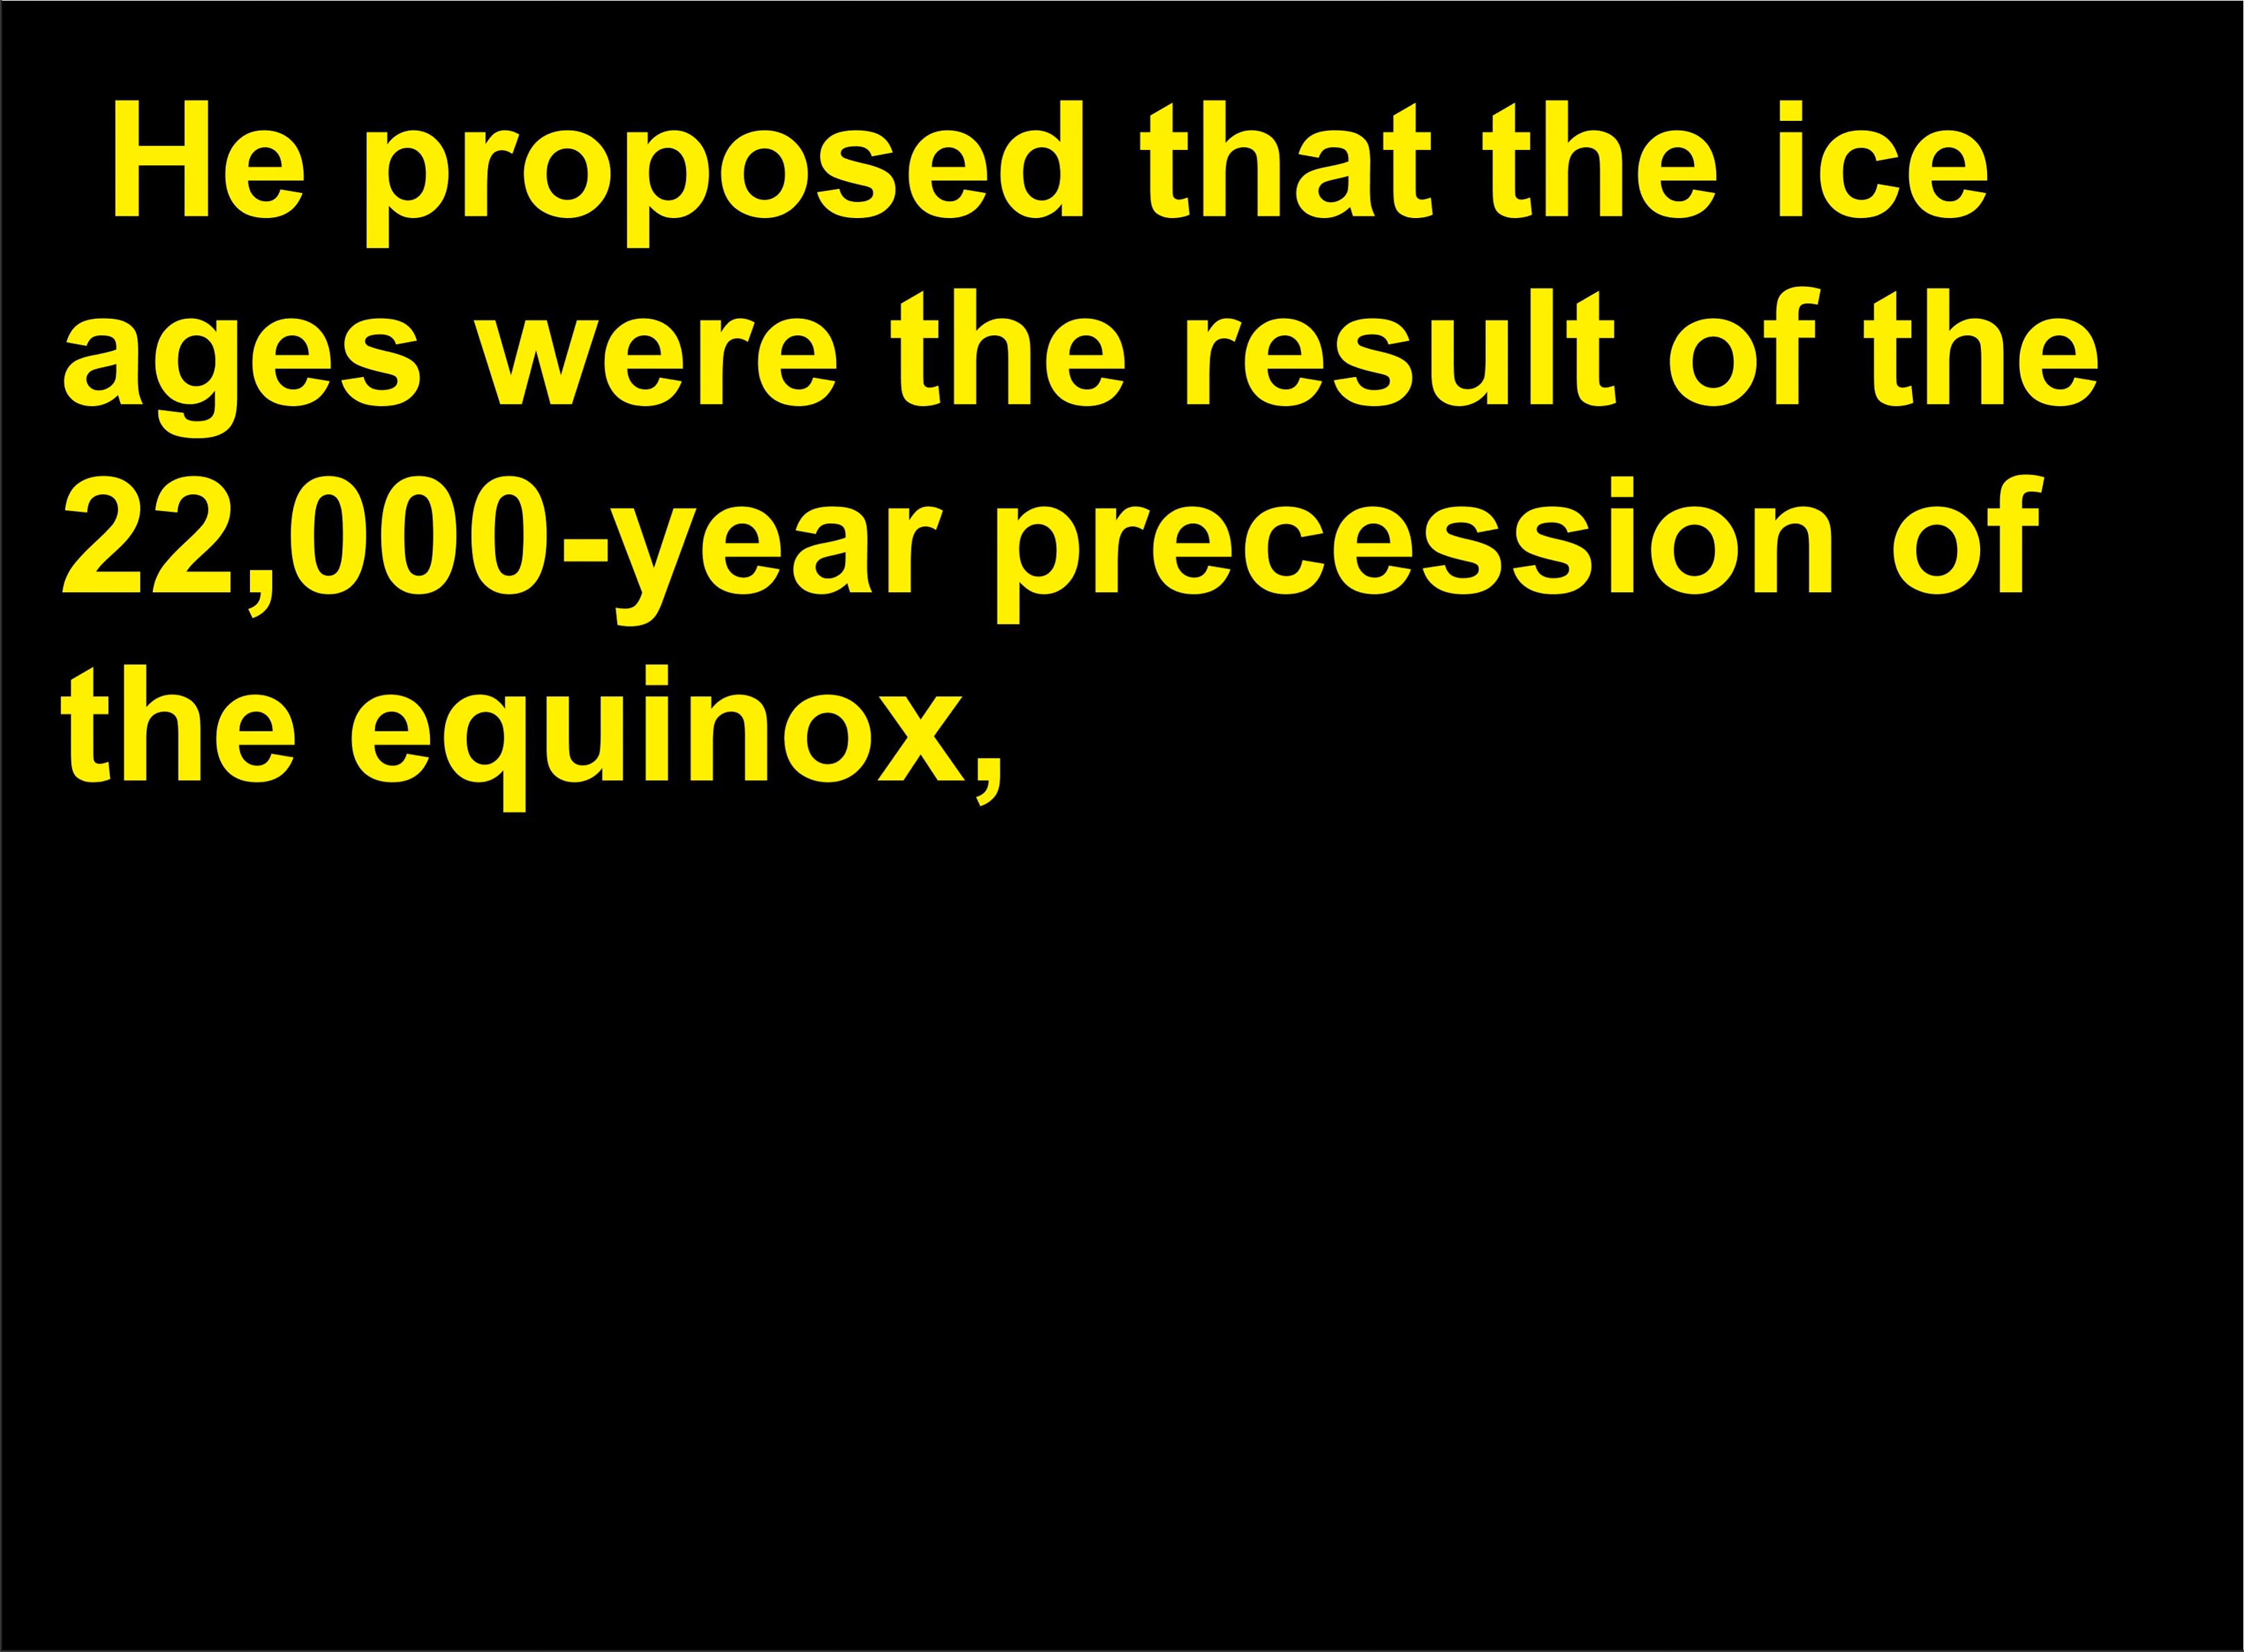 He proposed that the ice
ages were the result of the
22,000-year precession of
the equinox,